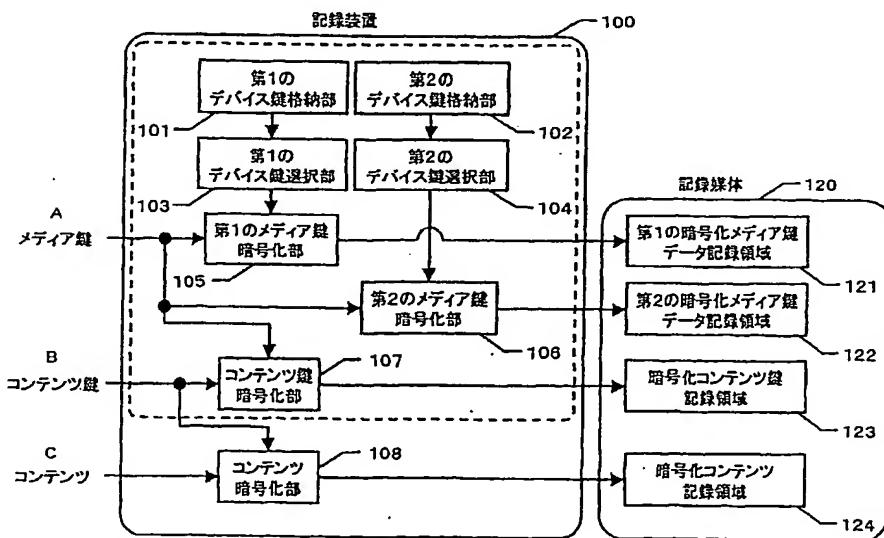 記録装置
100
第1の
デバイス鍵格納部
第2の
デバイス鍵格納部
101
102
第1の
デバイス鍵選択部
第2の
デバイス鍵選択部
103
104
記録媒体
120
A
メディア鍵
第1のメディア鍵
暗号化部
105
第1の暗号化メディア鍵
データ記録領域
121
第2のメディア鍵
暗号化部
106
第2の暗号化メディア鍵
データ記録領域
122
B
コンテンツ鍵
コンテンツ鍵
暗号化部
107
暗号化コンテンツ鍵
記録領域
123
C
コンテンツ
コンテンツ
暗号化部
108
暗号化コンテンツ
記録領域
124